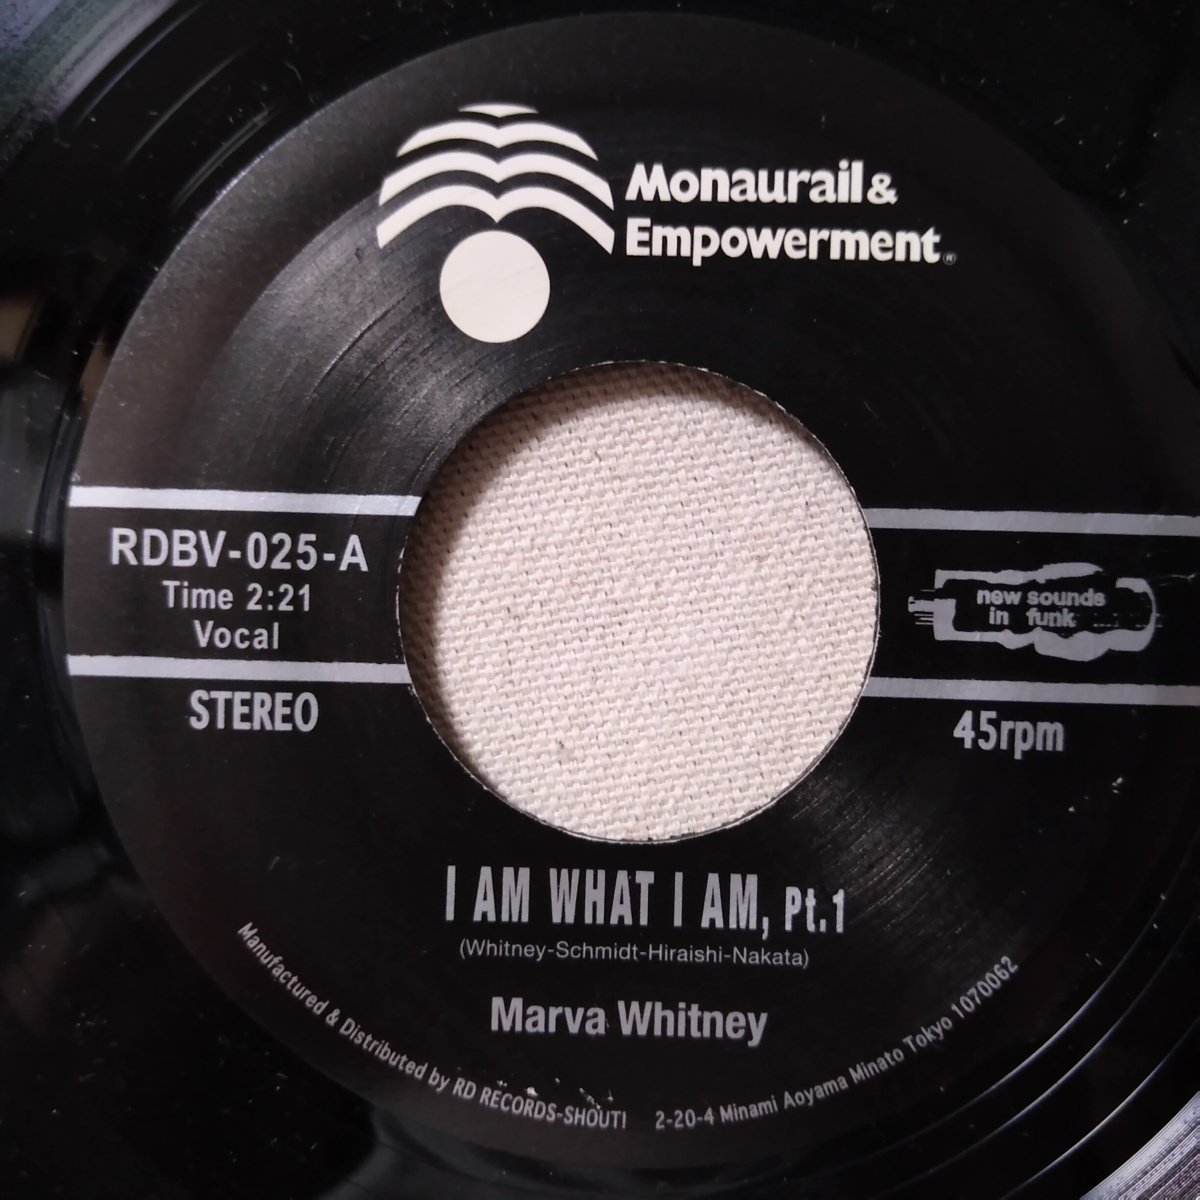 Monaurail &
Empowerment®
RDBV-025-A
Time 2:21
Vocal
STEREO
new sounds
in funk
45rpm
I AM WHAT I AM, Pt.1
(Whitney-Schmidt-Hiraishi-Nakata)
Marva Whitney
Manufactured & Distributed by RD RECORDS-SHOUT! 2-20-4 Minami Aoyama Minato Tokyo 1070062